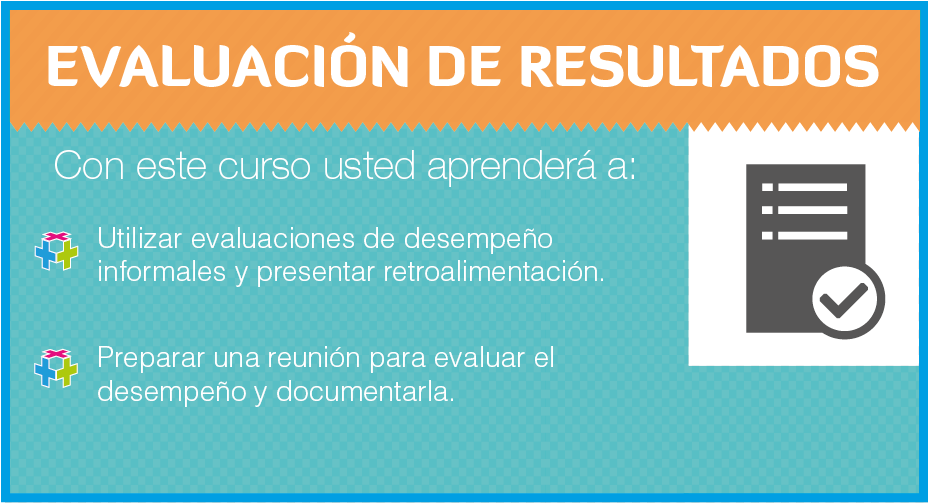 EVALUACIÓN DE RESULTADOS
Con este curso usted aprenderá a:
Utilizar evaluaciones de desempeño
informales y presentar retroalimentación.
Preparar una reunión para evaluar el
desempeño y documentarla.